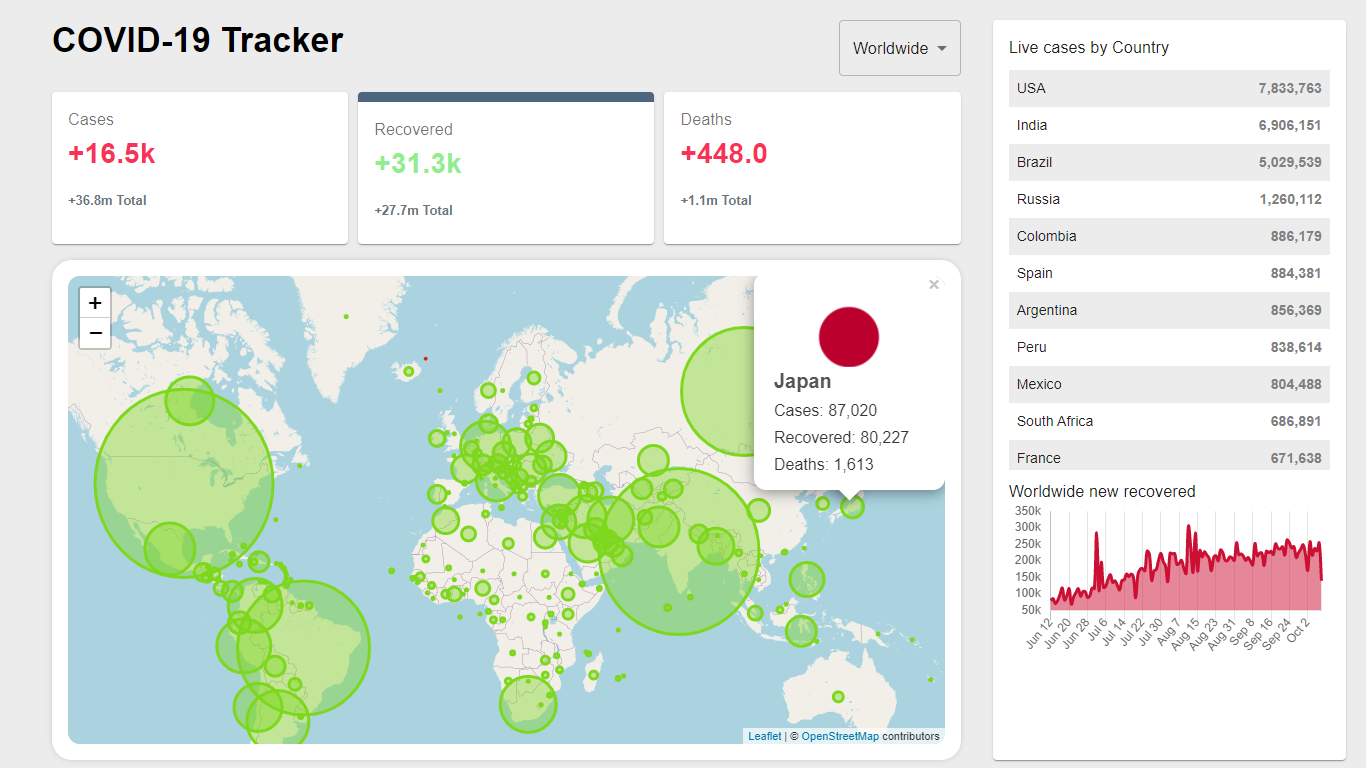 COVID-19 Tracker
Worldwide
Cases
+16.5k
+36.8m Total
Recovered
+31.3k
+27.7m Total
Deaths
+448.0
+1.1m Total
+
−
×
Japan
Cases: 87,020
Recovered: 80,227
Deaths: 1,613
Leaflet | © OpenStreetMap contributors
Live cases by Country
USA 7,833,763
India 6,906,151
Brazil 5,029,539
Russia 1,260,112
Colombia 886,179
Spain 884,381
Argentina 856,369
Peru 838,614
Mexico 804,488
South Africa 686,891
France 671,638
Worldwide new recovered
350k
300k
250k
200k
150k
100k
50k
Jun 12 Jun 20 Jun 28 Jul 6 Jul 14 Jul 22 Jul 30 Aug 7 Aug 15 Aug 23 Aug 31 Sep 8 Sep 16 Sep 24 Oct 2